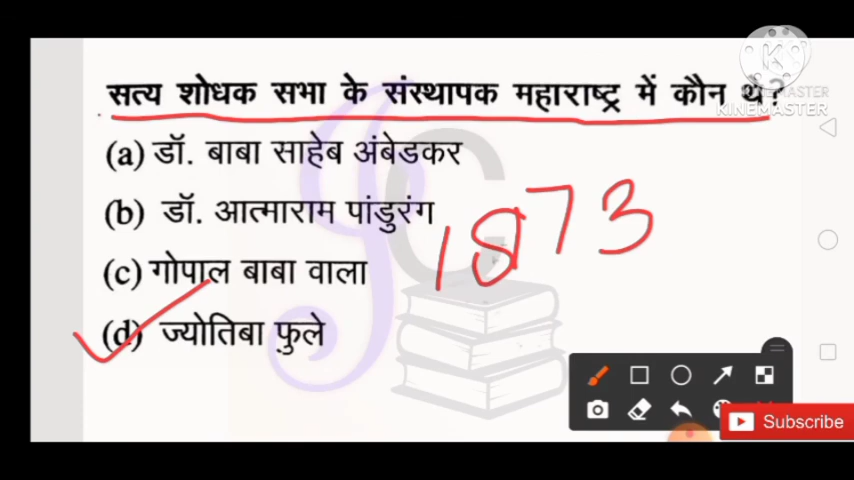 सत्य शोधक सभा के संस्थापक महाराष्ट्र में कौन थे?
KINEMASTER
(a) डॉ. बाबा साहेब अंबेडकर
(b) डॉ. आत्माराम पांडुरंग
1873
(c) गोपाल बाबा वाला
(d) ज्योतिबा फुले
Subscribe